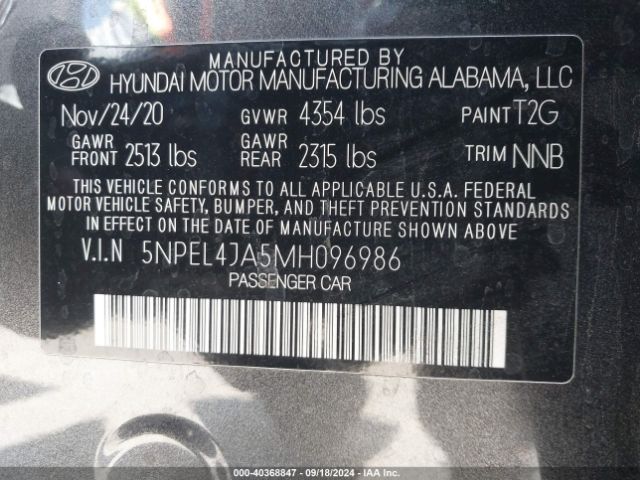 MANUFACTURED BY
HYUNDAI MOTOR MANUFACTURING ALABAMA, LLC
Nov/24/20 GVWR 4354 lbs PAINT T2G
GAWR FRONT 2513 lbs GAWR REAR 2315 lbs TRIM NNB
THIS VEHICLE CONFORMS TO ALL APPLICABLE U.S.A. FEDERAL
MOTOR VEHICLE SAFETY, BUMPER, AND THEFT PREVENTION STANDARDS
IN EFFECT ON THE DATE OF MANUFACTURE SHOWN ABOVE
V.I.N 5NPEL4JA5MH096986
PASSENGER CAR
000-40368847 - 09/18/2024 - IAA Inc.